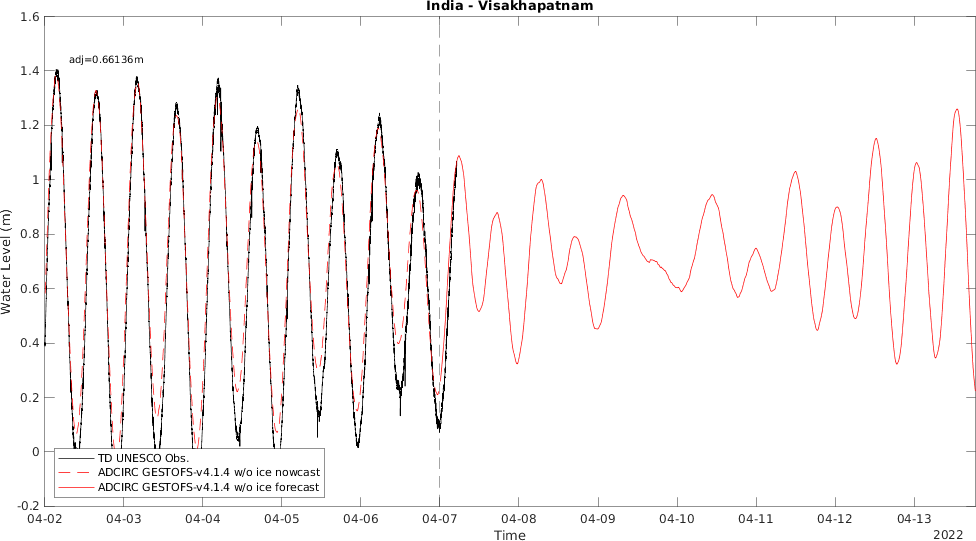 India - Visakhapatnam
1.6
1.4
1.2
1
0.8
0.6
0.4
0.2
0
-0.2
Water Level (m)
adj=0.66136m
TD UNESCO Obs.
ADCIRC GESTOFS-v4.1.4 w/o ice nowcast
ADCIRC GESTOFS-v4.1.4 w/o ice forecast
04-02 04-03 04-04 04-05 04-06 04-07 04-08 04-09 04-10 04-11 04-12 04-13
Time
2022